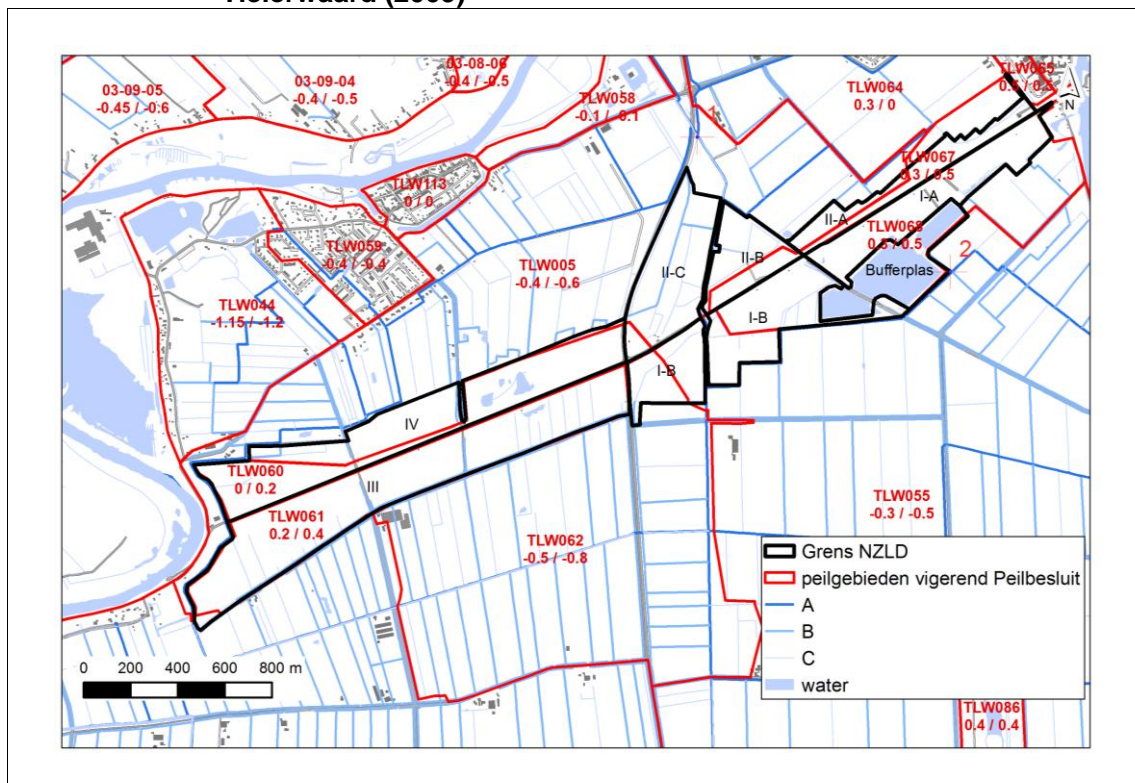 03-08-06
-0.4 / -0.5
03-09-05
-0.45 / -0.6
03-09-04
-0.4 / -0.5
TLW058
-0.1 / -0.1
TLW064
0.3 / 0
TLW065
N
1
TLW067
0.3 / 0.5
TLW113
0 / 0
I-A
II-A
0.5 / 0.5
TLW059
-0.4 / -0.4
TLW005
-0.4 / -0.6
II-C
II-B
2
Bufferplas
TLW044
-1.15 / -1.2
I-B
I-B
IV
TLW060
0 / 0.2
III
TLW061
0.2 / 0.4
TLW055
-0.3 / -0.5
TLW062
-0.5 / -0.8
Grens NZLD
peilgebieden vigerend Peilbesluit
A
B
C
water
0 200 400 600 800 m
TLW086
0.4 / 0.4